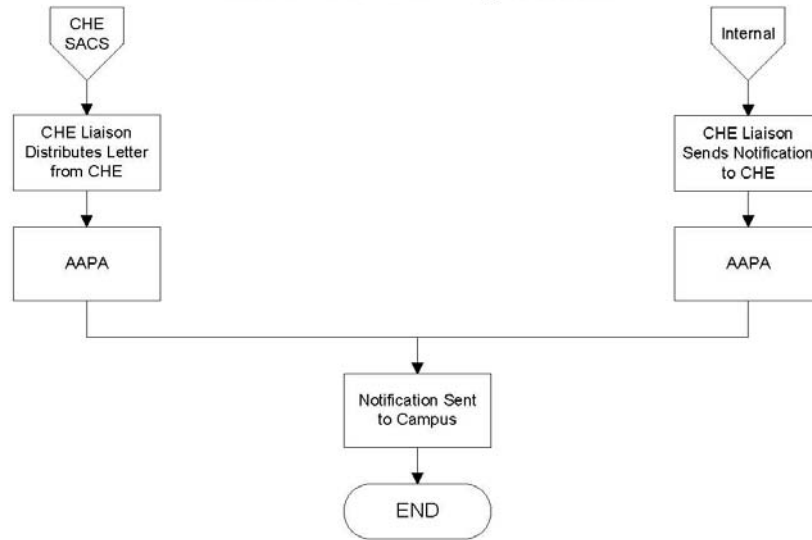 CHE
SACS
Internal
CHE Liaison
Distributes Letter
from CHE
CHE Liaison
Sends Notification
to CHE
AAPA
AAPA
Notification Sent
to Campus
END